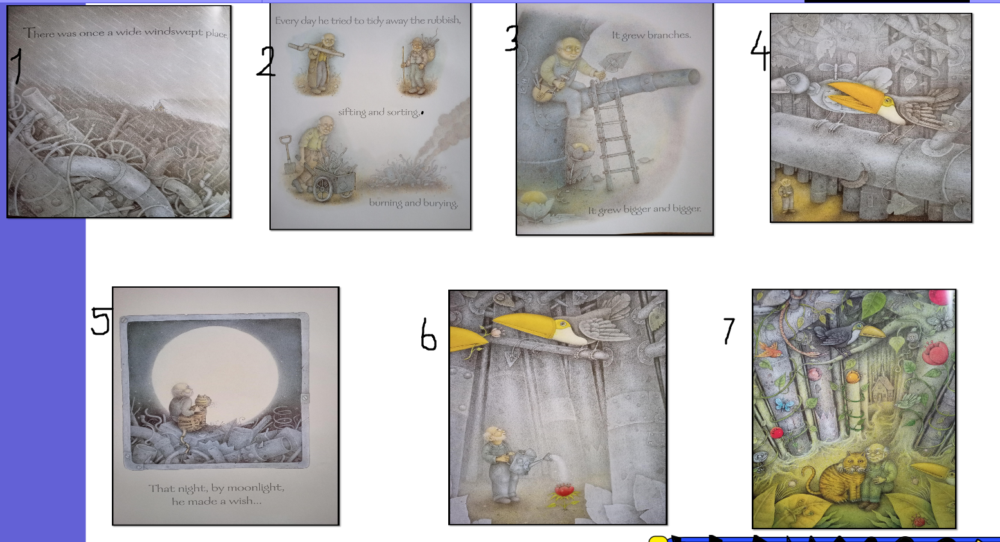 1
There was once a wide windswept place,
2
Every day he tried to tidy away the rubbish,
sifting and sorting,
burning and burying.
3
It grew branches.
It grew bigger and bigger.
4
5
That night, by moonlight,
he made a wish...
6
7